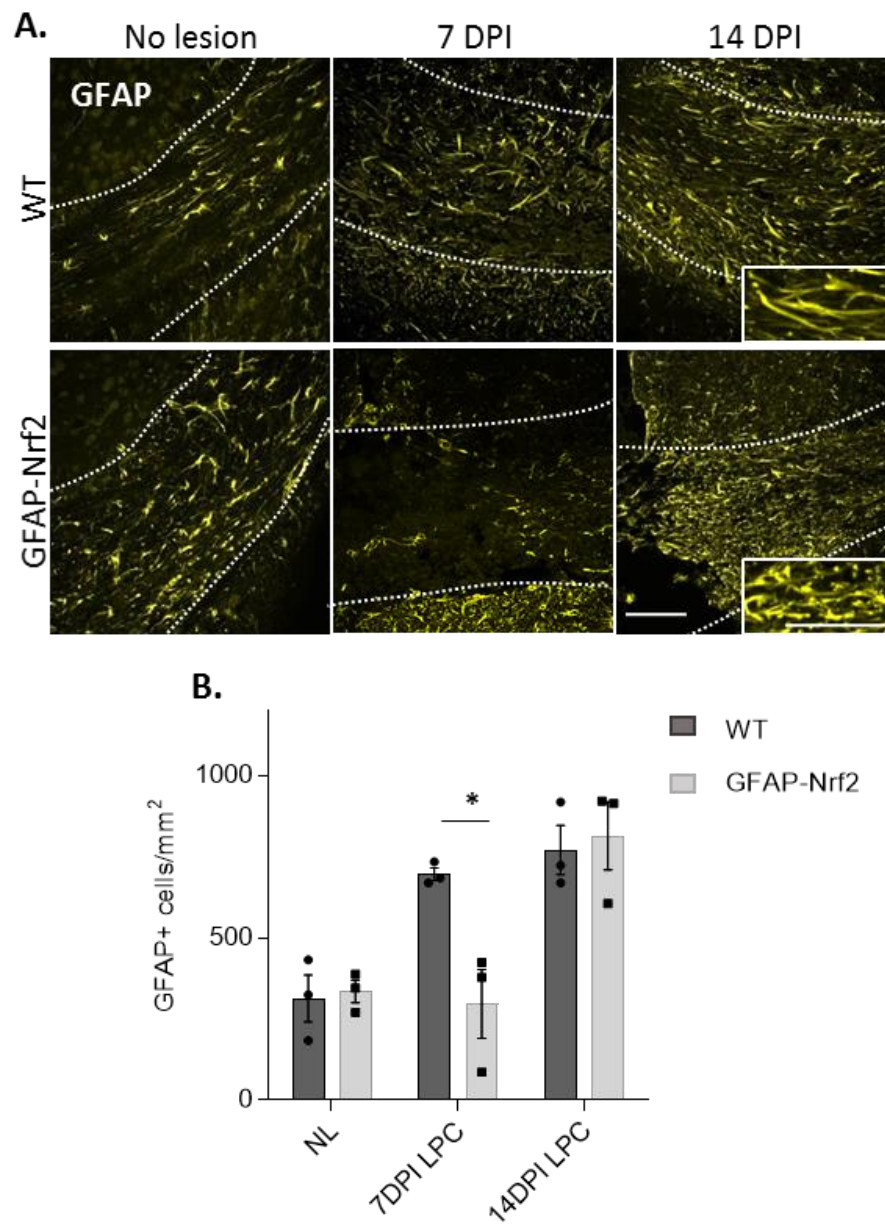 A.
No lesion 7 DPI 14 DPI
GFAP
WT
GFAP-Nrf2
B.
WT
GFAP-Nrf2
*
GFAP+ cells/mm²
1000
500
0
NL
7DPI LPC
14DPI LPC